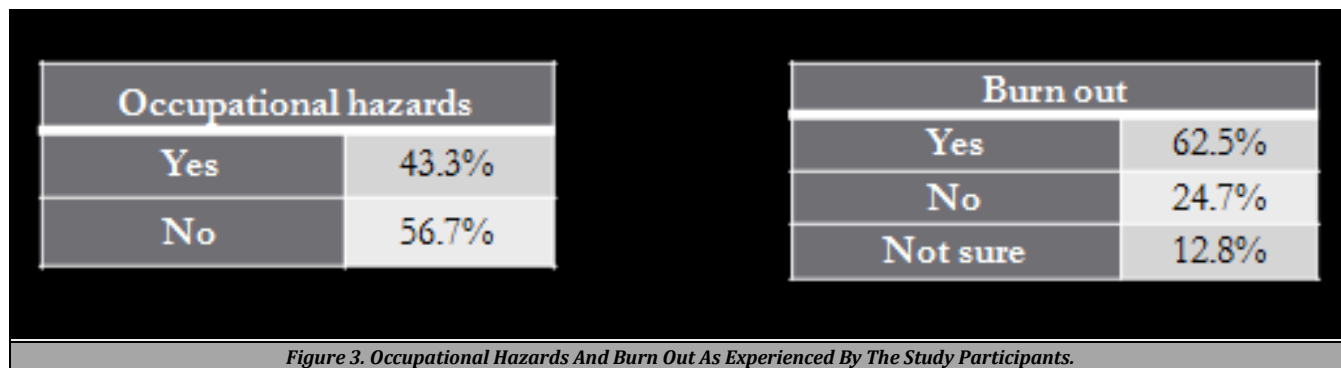 Occupational hazards
Yes 43.3%
No 56.7%
Burn out
Yes 62.5%
No 24.7%
Not sure 12.8%
Figure 3. Occupational Hazards And Burn Out As Experienced By The Study Participants.